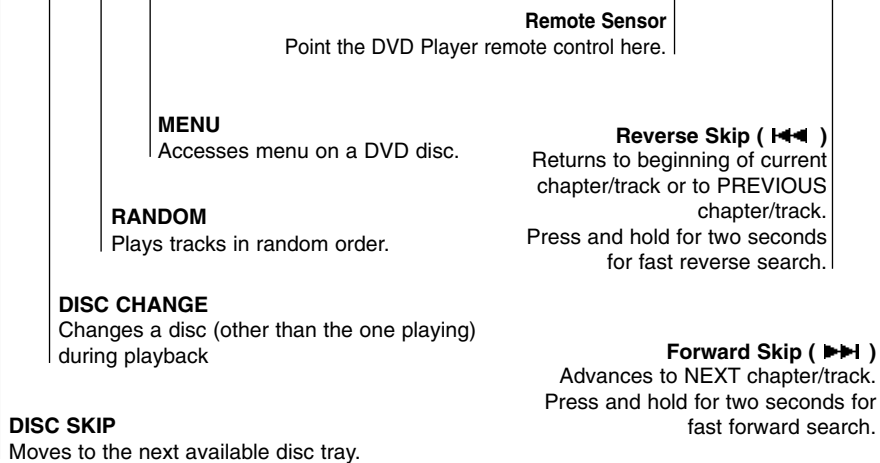 Remote Sensor
Point the DVD Player remote control here.
MENU
Accesses menu on a DVD disc.
Reverse Skip ( ⏮ )
Returns to beginning of current
chapter/track or to PREVIOUS
chapter/track.
Press and hold for two seconds
for fast reverse search.
RANDOM
Plays tracks in random order.
DISC CHANGE
Changes a disc (other than the one playing)
during playback
Forward Skip ( ⏭ )
Advances to NEXT chapter/track.
Press and hold for two seconds for
fast forward search.
DISC SKIP
Moves to the next available disc tray.